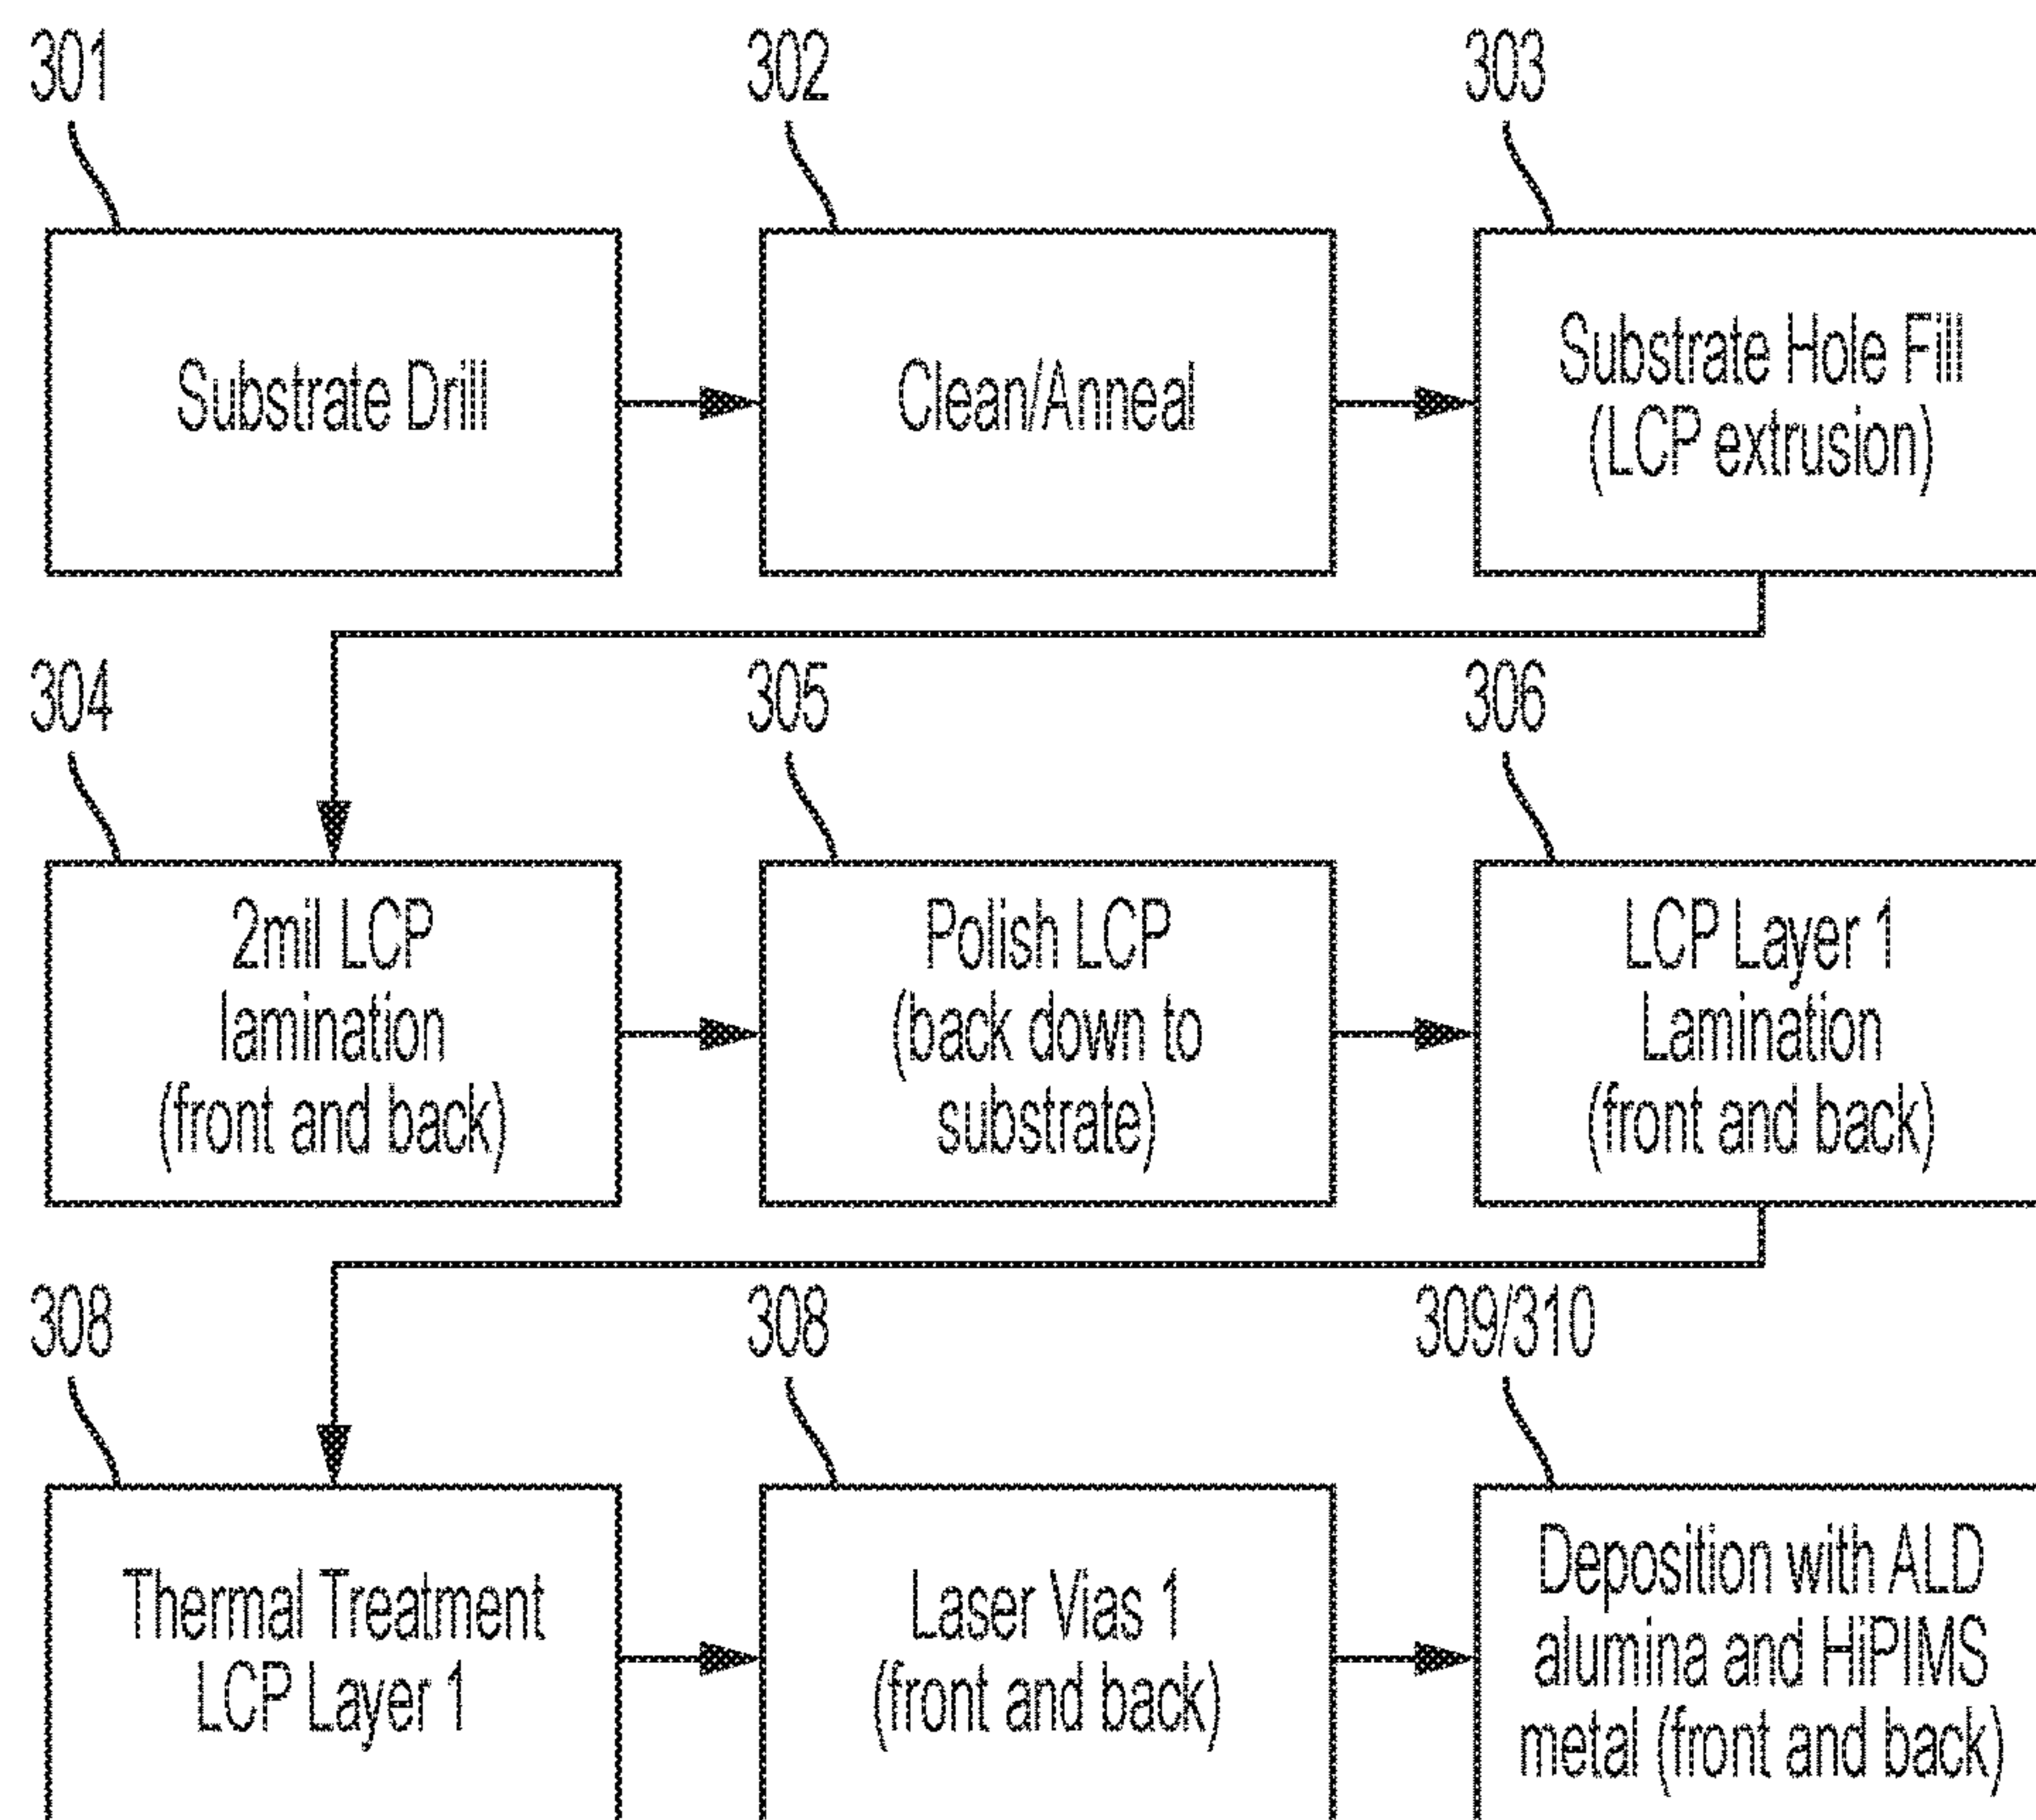 301
302
303
Substrate Drill
Clean/Anneal
Substrate Hole Fill
(LCP extrusion)
304
305
306
2mil LCP
lamination
(front and back)
Polish LCP
(back down to
substrate)
LCP Layer 1
Lamination
(front and back)
308
308
309/310
Thermal Treatment
LCP Layer 1
Laser Vias 1
(front and back)
Deposition with ALD
alumina and HiPIMS
metal (front and back)